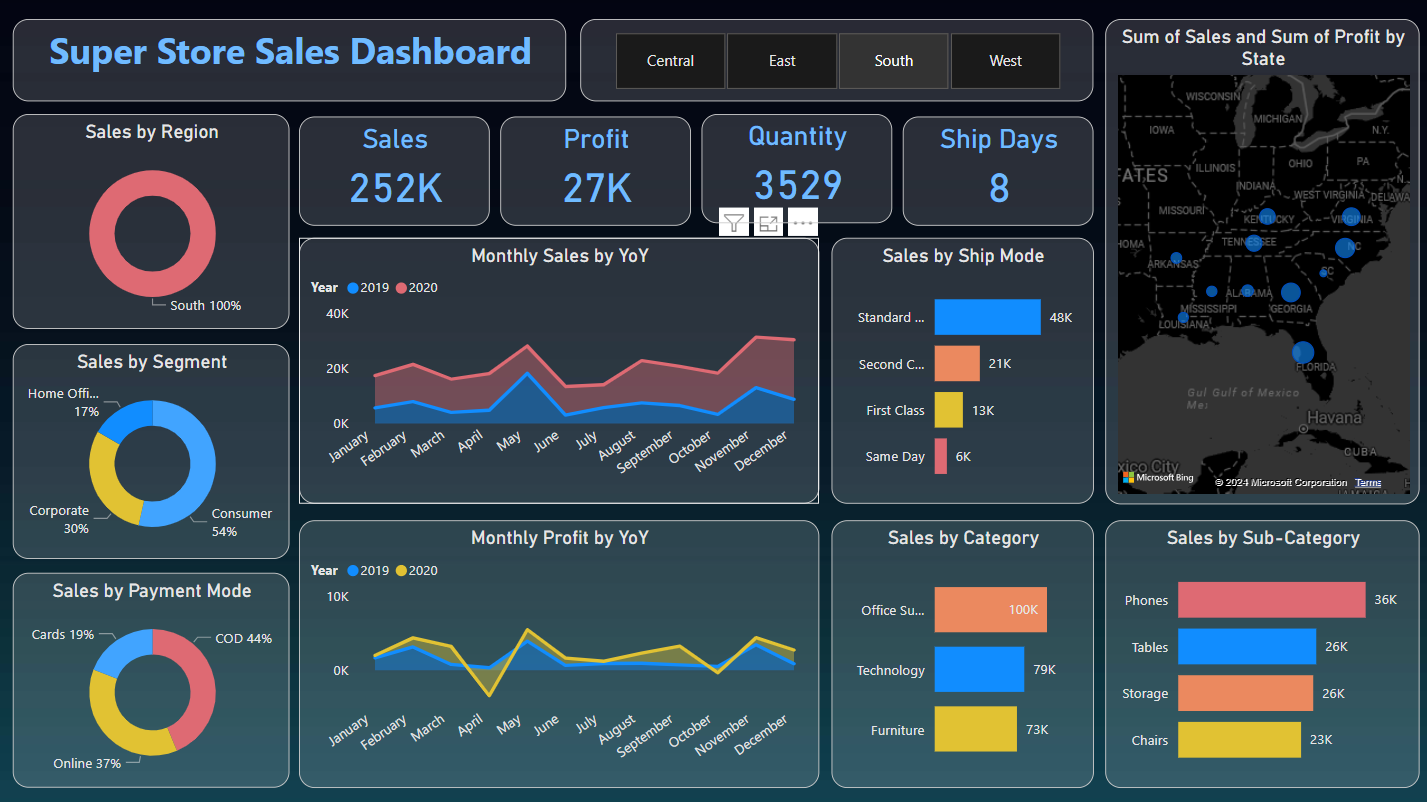 Super Store Sales Dashboard
Central
East
South
West
Sum of Sales and Sum of Profit by
State
Sales by Region
South 100%
Sales
252K
Profit
27K
Quantity
3529
Ship Days
8
WISCONSIN
MICHIGAN
IOWA
N.Y.
ILLINOIS
OHIO
PA
ATES
INDIANA
WEST VIRGINIA
DELAWA
MISSOURI
KENTUCKY
VIRGINIA
HOMA
TENNESSEE
NC
ARKANSAS
SC
ALABAMA
MISSISSIPPI
GEORGIA
LOUISIANA
FLORIDA
Gulf of Mexico
Havana
CUBA
xico City
Microsoft Bing
© 2024 Microsoft Corporation
Terms
Monthly Sales by YoY
Year
2019
2020
40K
20K
0K
January
February
March
April
May
June
July
August
September
October
November
December
Sales by Ship Mode
Standard ...
48K
Second C...
21K
First Class
13K
Same Day
6K
Sales by Segment
Home Offi...
17%
Corporate
30%
Consumer
54%
Monthly Profit by YoY
Year
2019
2020
10K
0K
January
February
March
April
May
June
July
August
September
October
November
December
Sales by Category
Office Su...
100K
Technology
79K
Furniture
73K
Sales by Sub-Category
Phones
36K
Tables
26K
Storage
26K
Chairs
23K
Sales by Payment Mode
Cards 19%
COD 44%
Online 37%